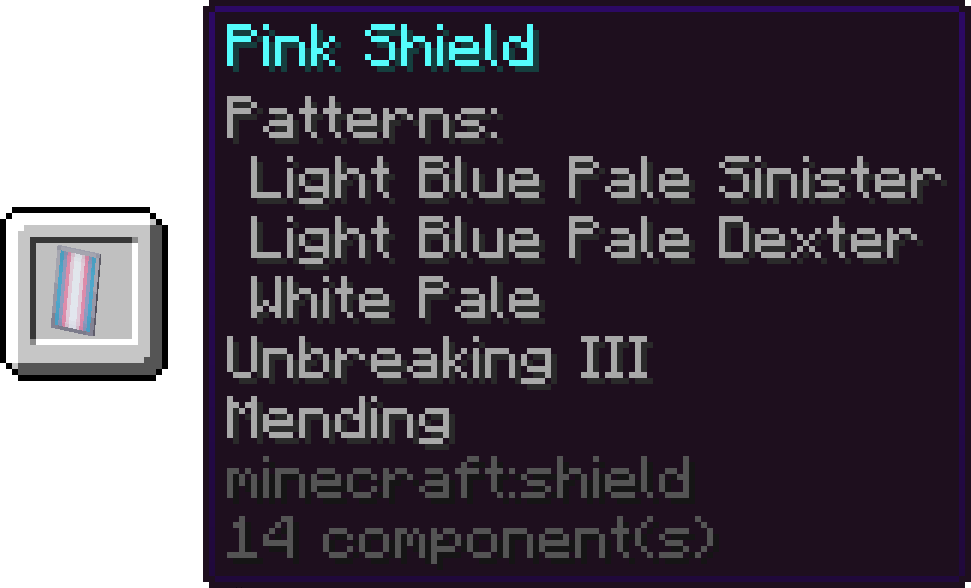 Pink Shield
Patterns:
Light Blue Pale Sinister
Light Blue Pale Dexter
White Pale
Unbreaking III
Mending
minecraft:shield
14 component(s)